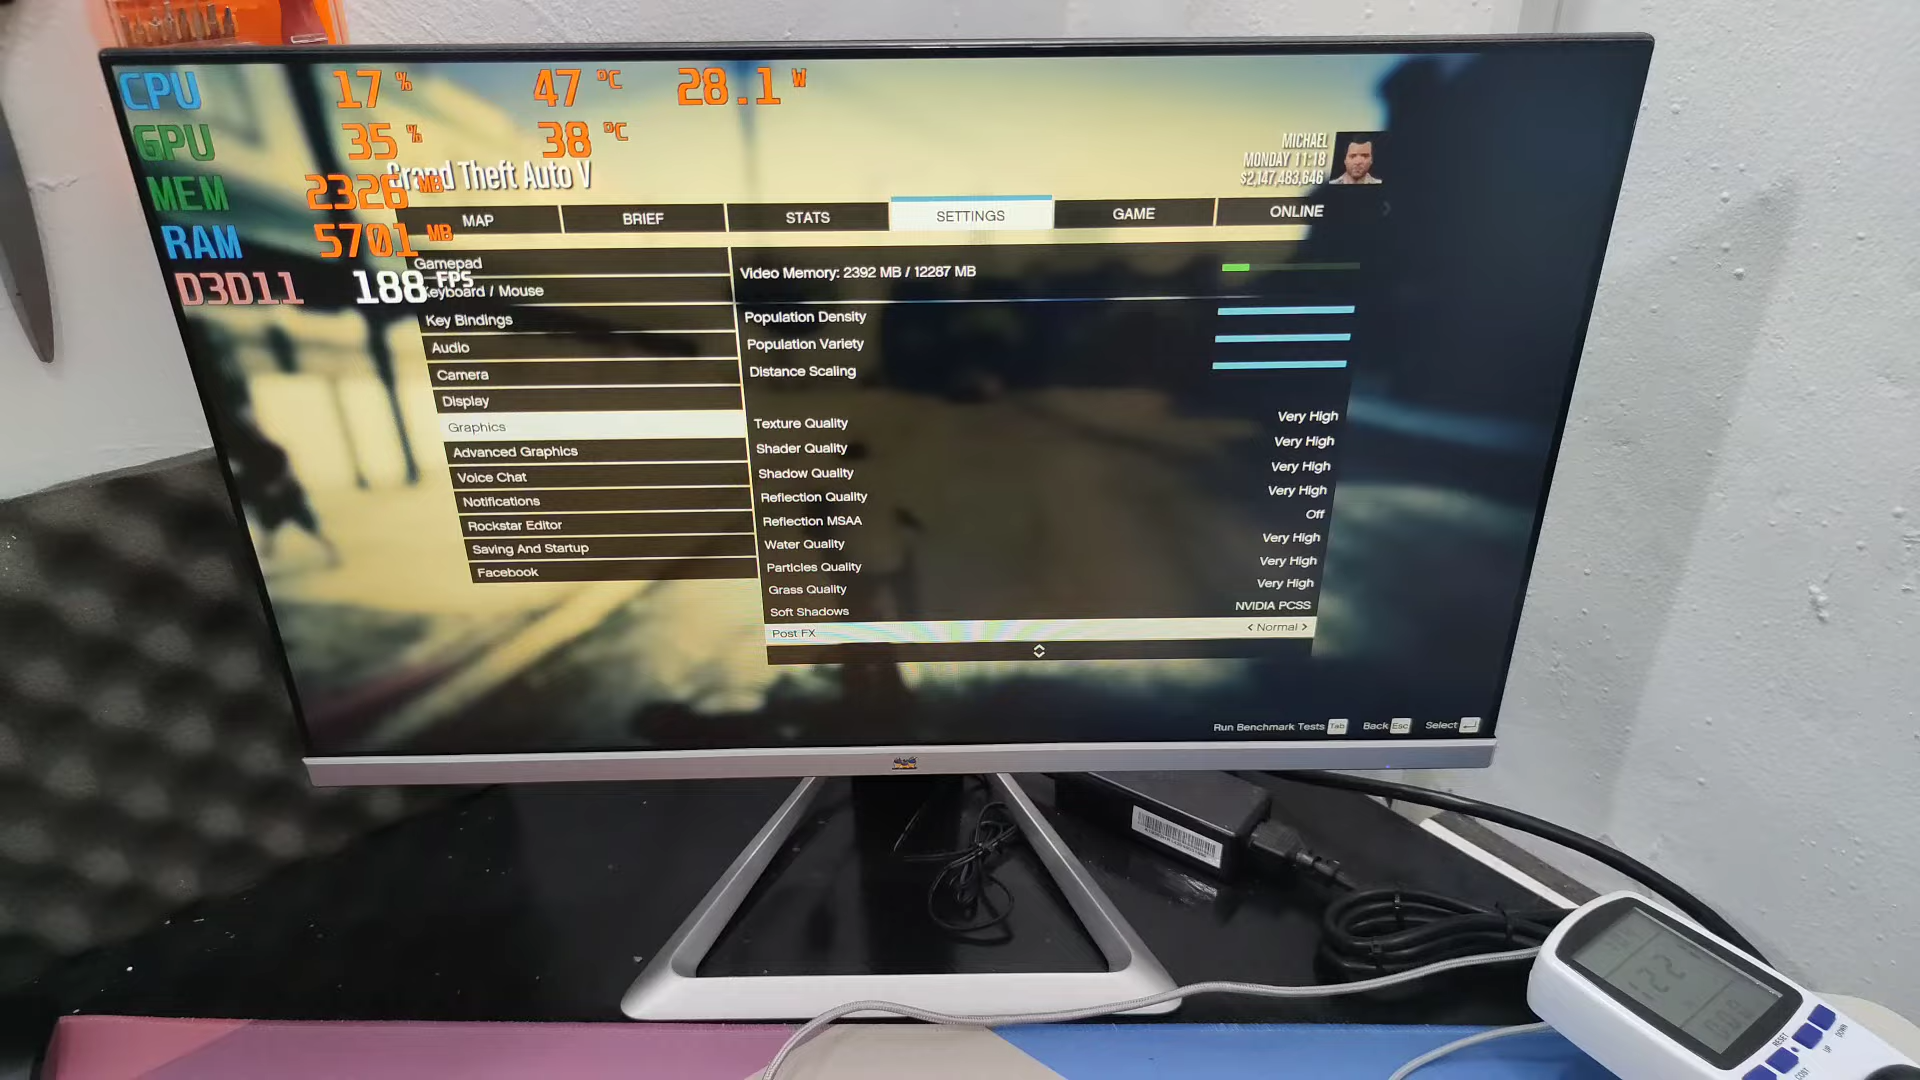 CPU 17 % 47 °C 28.1 W
GPU 35 % 38 °C
MEM 2326 MB
RAM 5701 MB
D3D11 188 FPS
Grand Theft Auto V
MICHAEL
MONDAY 11:18
$2,147,483,646
MAP BRIEF STATS SETTINGS GAME ONLINE
Gamepad
Keyboard / Mouse
Key Bindings
Audio
Camera
Display
Graphics
Advanced Graphics
Voice Chat
Notifications
Rockstar Editor
Saving And Startup
Facebook
Video Memory: 2392 MB / 12287 MB
Population Density
Population Variety
Distance Scaling
Texture Quality Very High
Shader Quality Very High
Shadow Quality Very High
Reflection Quality Very High
Reflection MSAA Off
Water Quality Very High
Particles Quality Very High
Grass Quality Very High
Soft Shadows NVIDIA PCSS
Post FX < Normal >
Run Benchmark Tests Tab Back Esc Select
RESET
UP
DOWN
COST